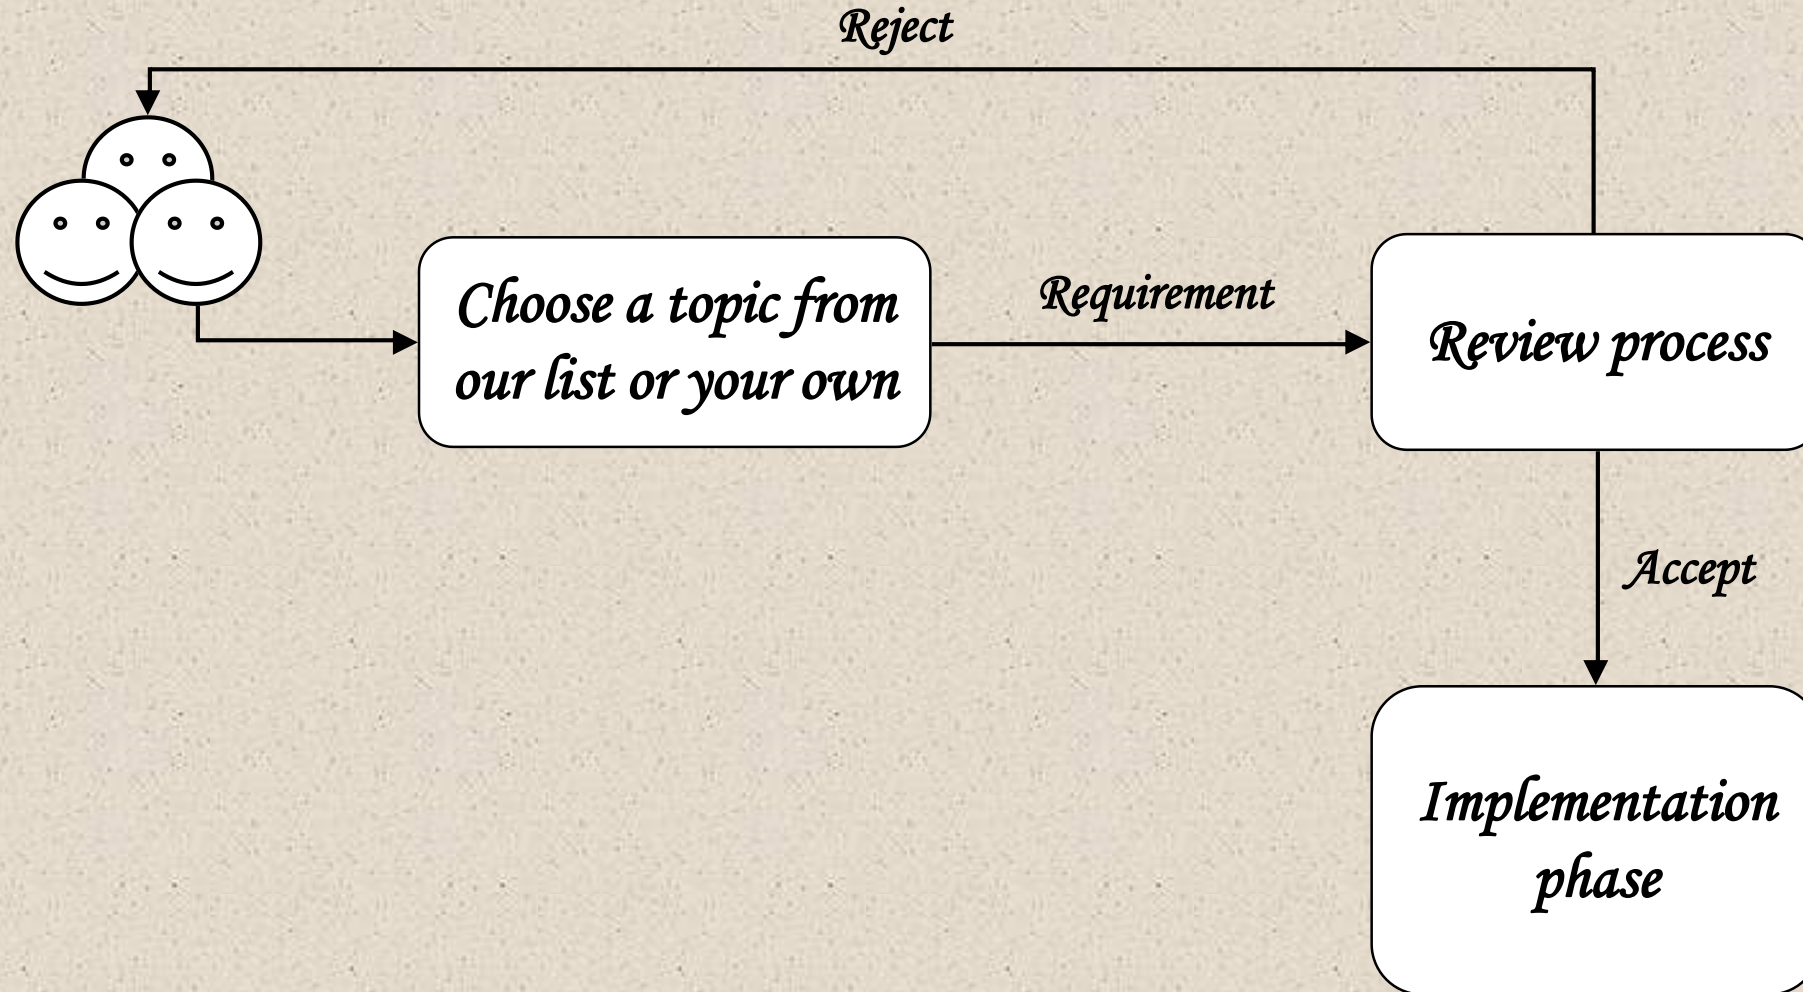 Reject
Choose a topic from
our list or your own
Requirement
Review process
Accept
Implementation
phase